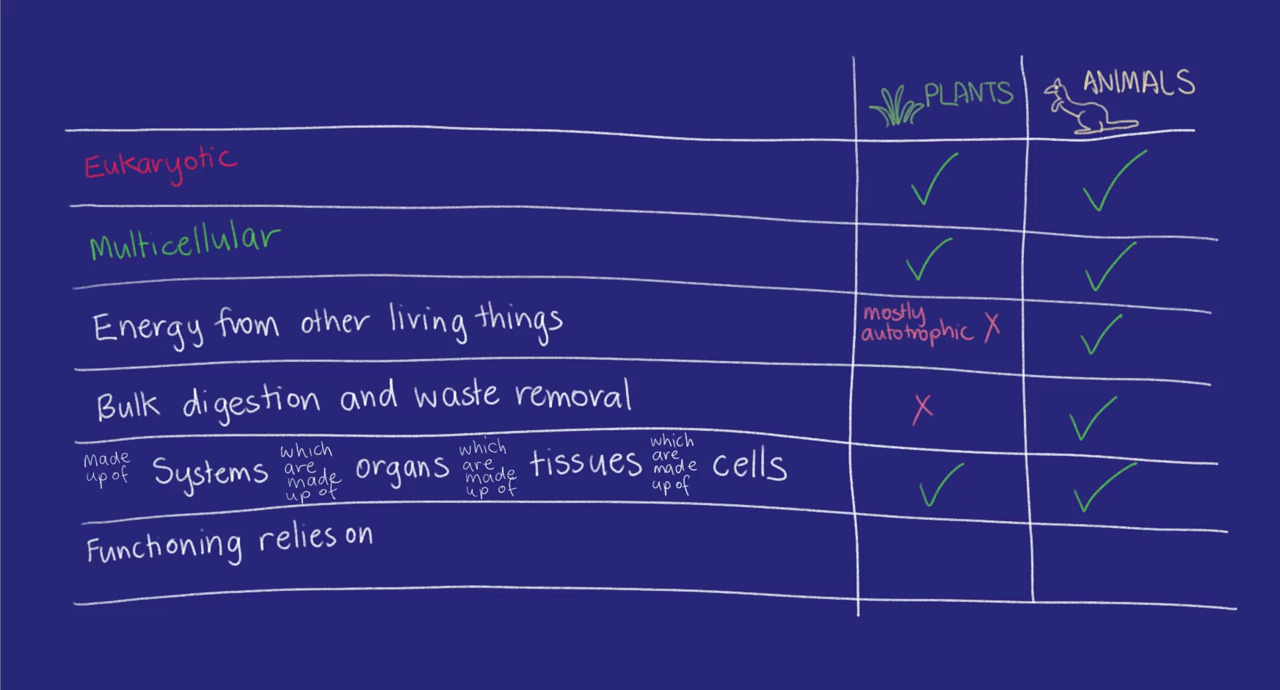 PLANTS ANIMALS
Eukaryotic
Multicellular
Energy from other living things mostly autotrophic X
Bulk digestion and waste removal X
Made up of Systems which are made up of organs which are made up of tissues which are made up of cells
Functioning relies on